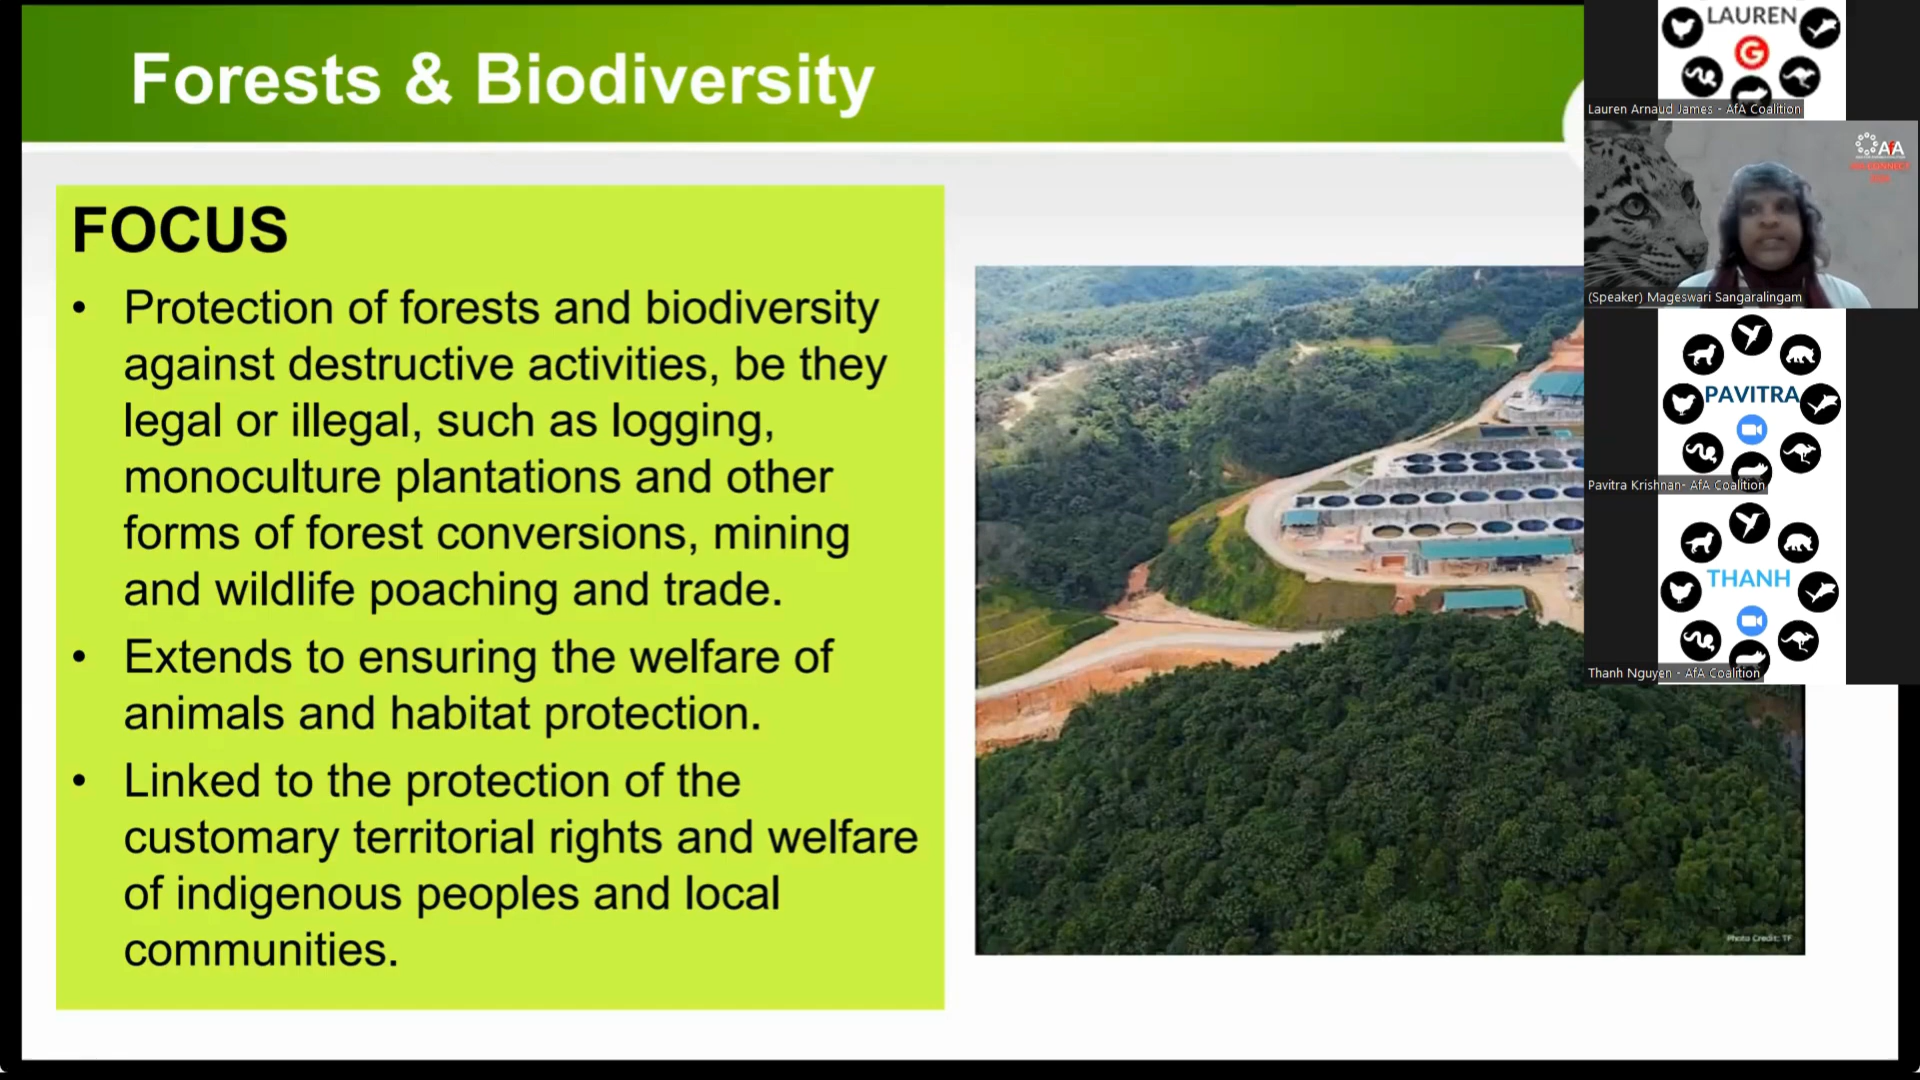 Forests & Biodiversity
FOCUS
• Protection of forests and biodiversity
against destructive activities, be they
legal or illegal, such as logging,
monoculture plantations and other
forms of forest conversions, mining
and wildlife poaching and trade.
• Extends to ensuring the welfare of
animals and habitat protection.
• Linked to the protection of the
customary territorial rights and welfare
of indigenous peoples and local
communities.
Photo Credit: TF
LAUREN
G
Lauren Arnaud James - AfA Coalition
AfA
(Speaker) Mageswari Sangaralingam
PAVITRA
Pavitra Krishnan- AfA Coalition
THANH
Thanh Nguyen - AfA Coalition